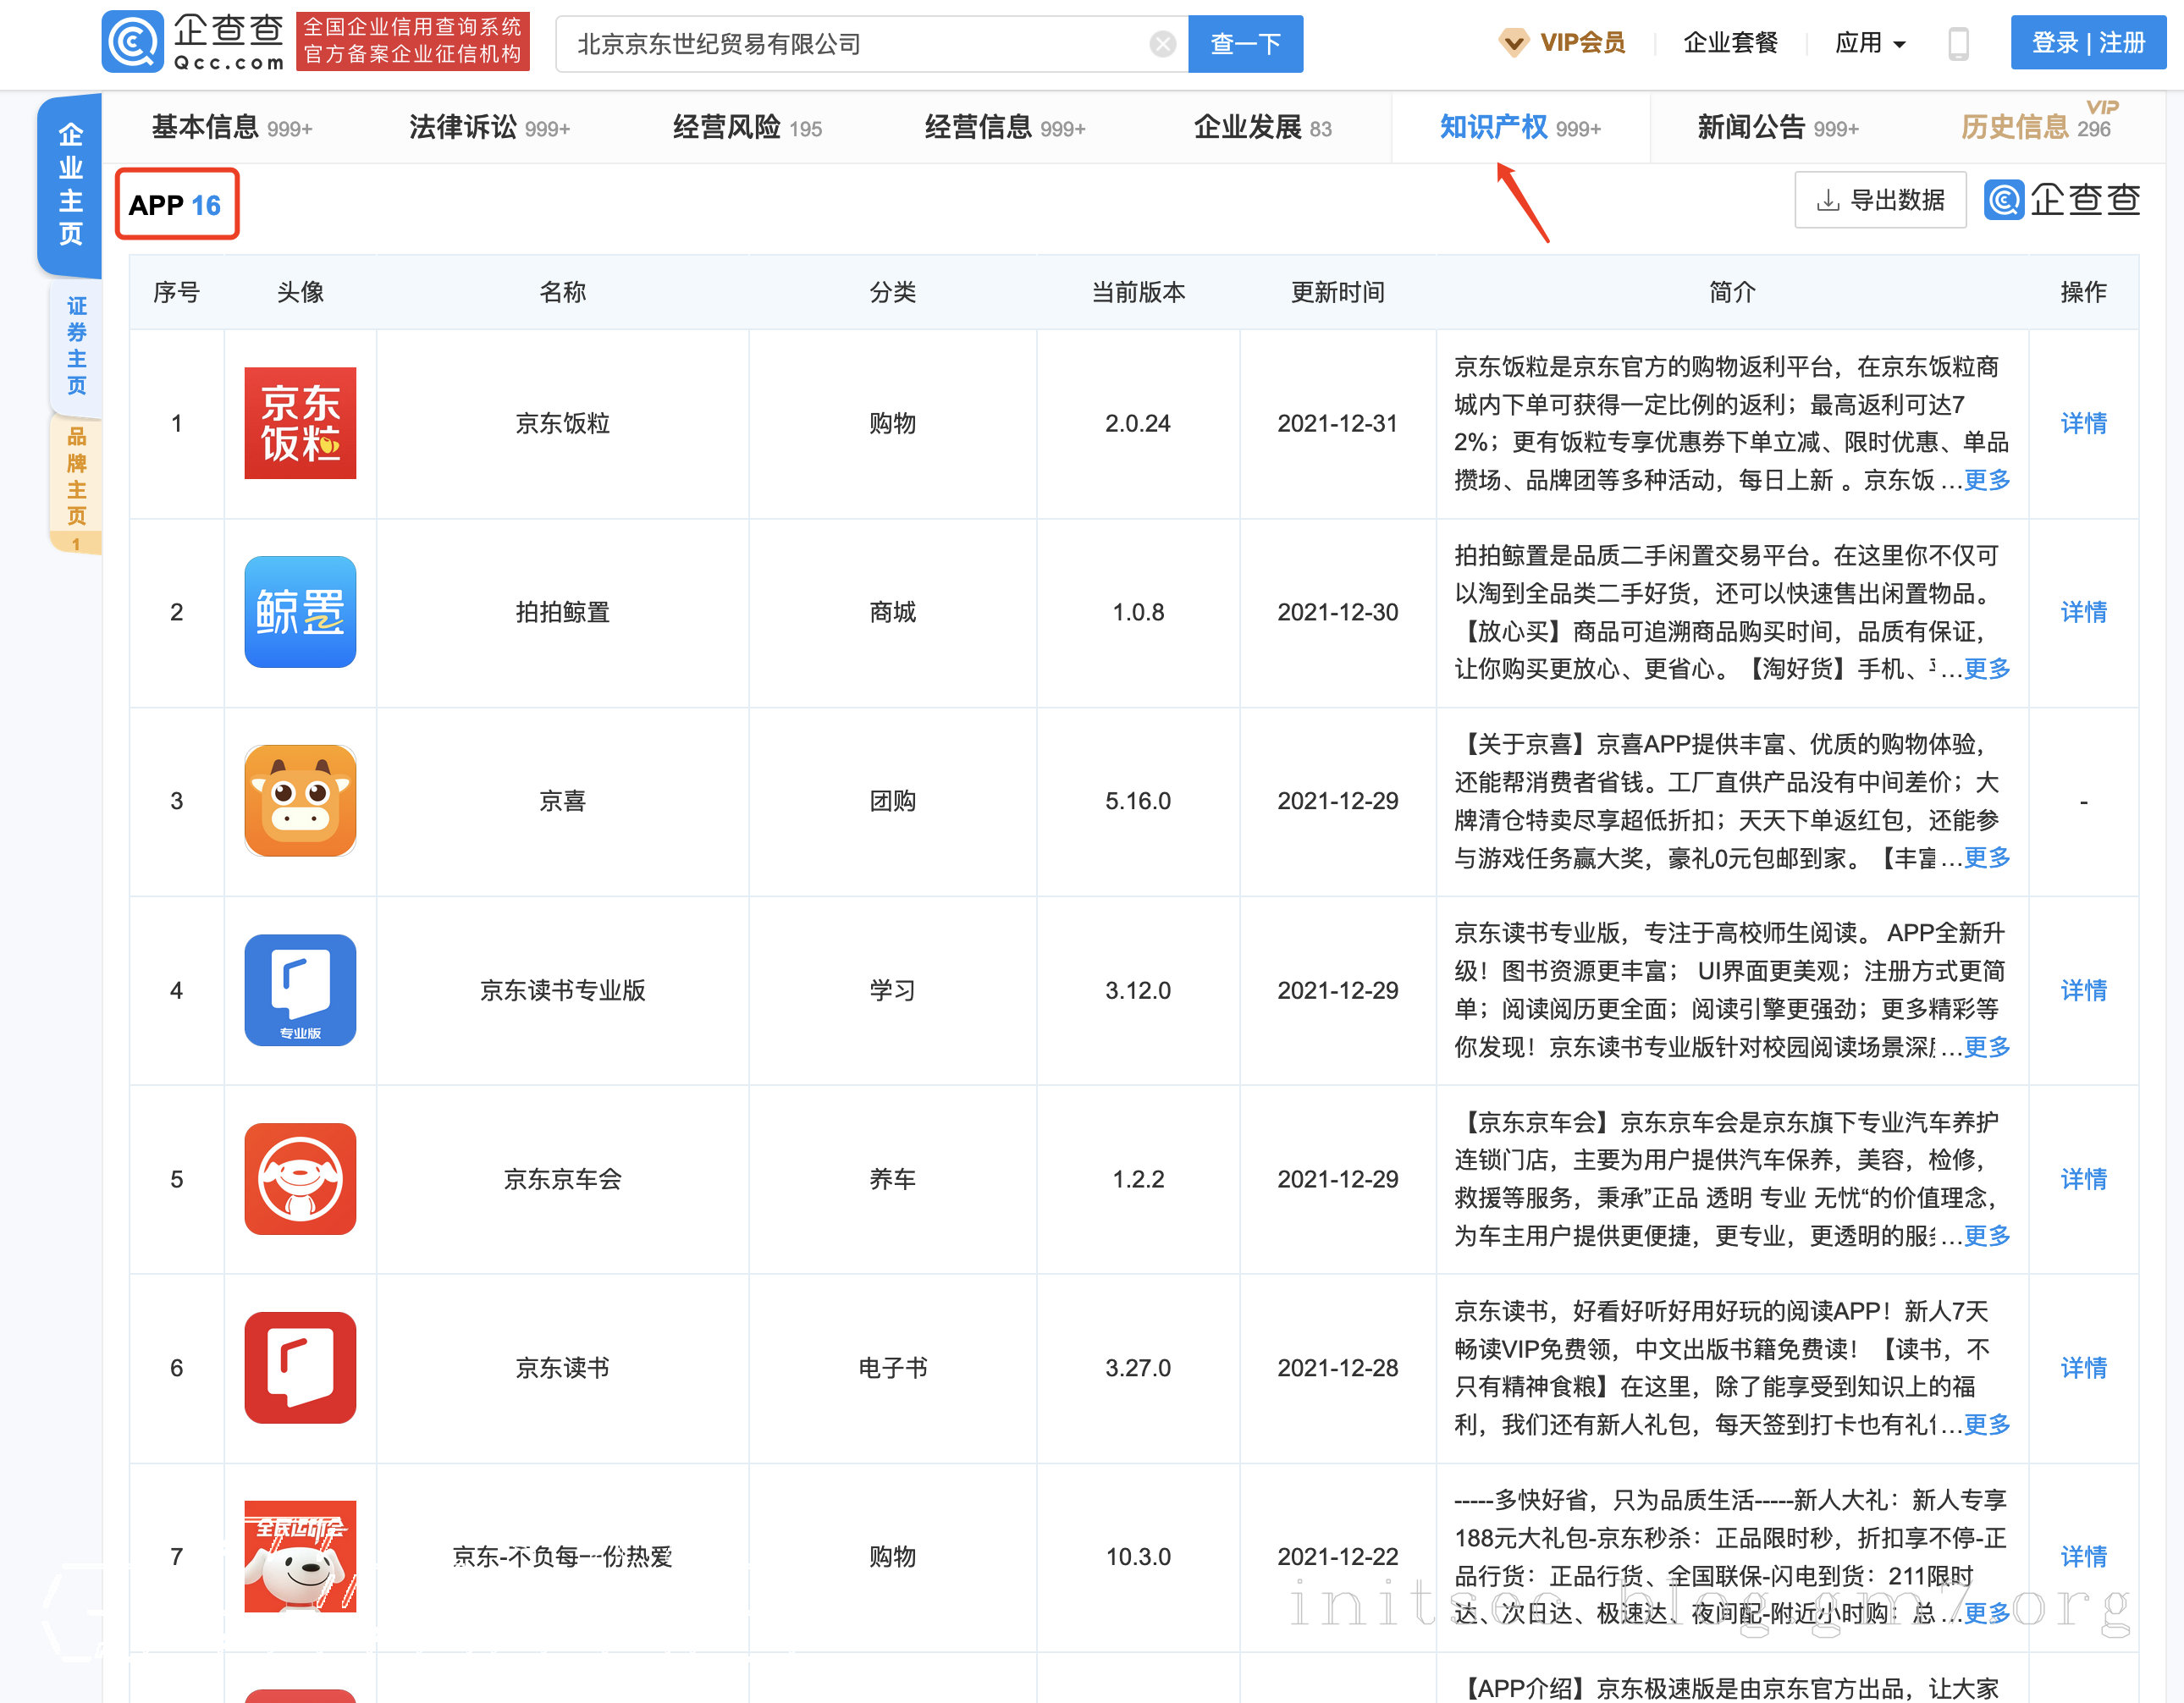 企查查
Qcc.com
全国企业信用查询系统
官方备案企业征信机构
北京京东世纪贸易有限公司
查一下
VIP会员
企业套餐
应用
登录 | 注册
企业主页
证券主页
品牌主页
1
基本信息 999+
法律诉讼 999+
经营风险 195
经营信息 999+
企业发展 83
知识产权 999+
新闻公告 999+
历史信息 296
VIP
APP 16
导出数据
企查查
序号 头像 名称 分类 当前版本 更新时间 简介 操作
1
京东
饭粒
京东饭粒
购物
2.0.24
2021-12-31
京东饭粒是京东官方的购物返利平台，在京东饭粒商
城内下单可获得一定比例的返利；最高返利可达7
2%；更有饭粒专享优惠券下单立减、限时优惠、单品
攒场、品牌团等多种活动，每日上新 。京东饭 ...更多
详情
2
鲸置
拍拍鲸置
商城
1.0.8
2021-12-30
拍拍鲸置是品质二手闲置交易平台。在这里你不仅可
以淘到全品类二手好货，还可以快速售出闲置物品。
【放心买】商品可追溯商品购买时间，品质有保证，
让你购买更放心、更省心。【淘好货】手机、...更多
详情
3
京喜
团购
5.16.0
2021-12-29
【关于京喜】京喜APP提供丰富、优质的购物体验，
还能帮消费者省钱。工厂直供产品没有中间差价；大
牌清仓特卖尽享超低折扣；天天下单返红包，还能参
与游戏任务赢大奖，豪礼0元包邮到家。【丰富...更多
-
4
专业版
京东读书专业版
学习
3.12.0
2021-12-29
京东读书专业版，专注于高校师生阅读。 APP全新升
级！图书资源更丰富； UI界面更美观；注册方式更简
单；阅读阅历更全面；阅读引擎更强劲；更多精彩等
你发现！京东读书专业版针对校园阅读场景深...更多
详情
5
京东京车会
养车
1.2.2
2021-12-29
【京东京车会】京东京车会是京东旗下专业汽车养护
连锁门店，主要为用户提供汽车保养，美容，检修，
救援等服务，秉承”正品 透明 专业 无忧“的价值理念，
为车主用户提供更便捷，更专业，更透明的服...更多
详情
6
京东读书
电子书
3.27.0
2021-12-28
京东读书，好看好听好用好玩的阅读APP！新人7天
畅读VIP免费领，中文出版书籍免费读！【读书，不
只有精神食粮】在这里，除了能享受到知识上的福
利，我们还有新人礼包，每天签到打卡也有礼...更多
详情
7
全民运动会
京东-不负每一份热爱
购物
10.3.0
2021-12-22
-----多快好省，只为品质生活-----新人大礼：新人专享
188元大礼包-京东秒杀：正品限时秒，折扣享不停-正
品行货：正品行货、全国联保-闪电到货：211限时
达、次日达、极速达、夜间配-附近小时购：总 ...更多
详情
initsec blog.gm7.org
【APP介绍】京东极速版是由京东官方出品，让大家